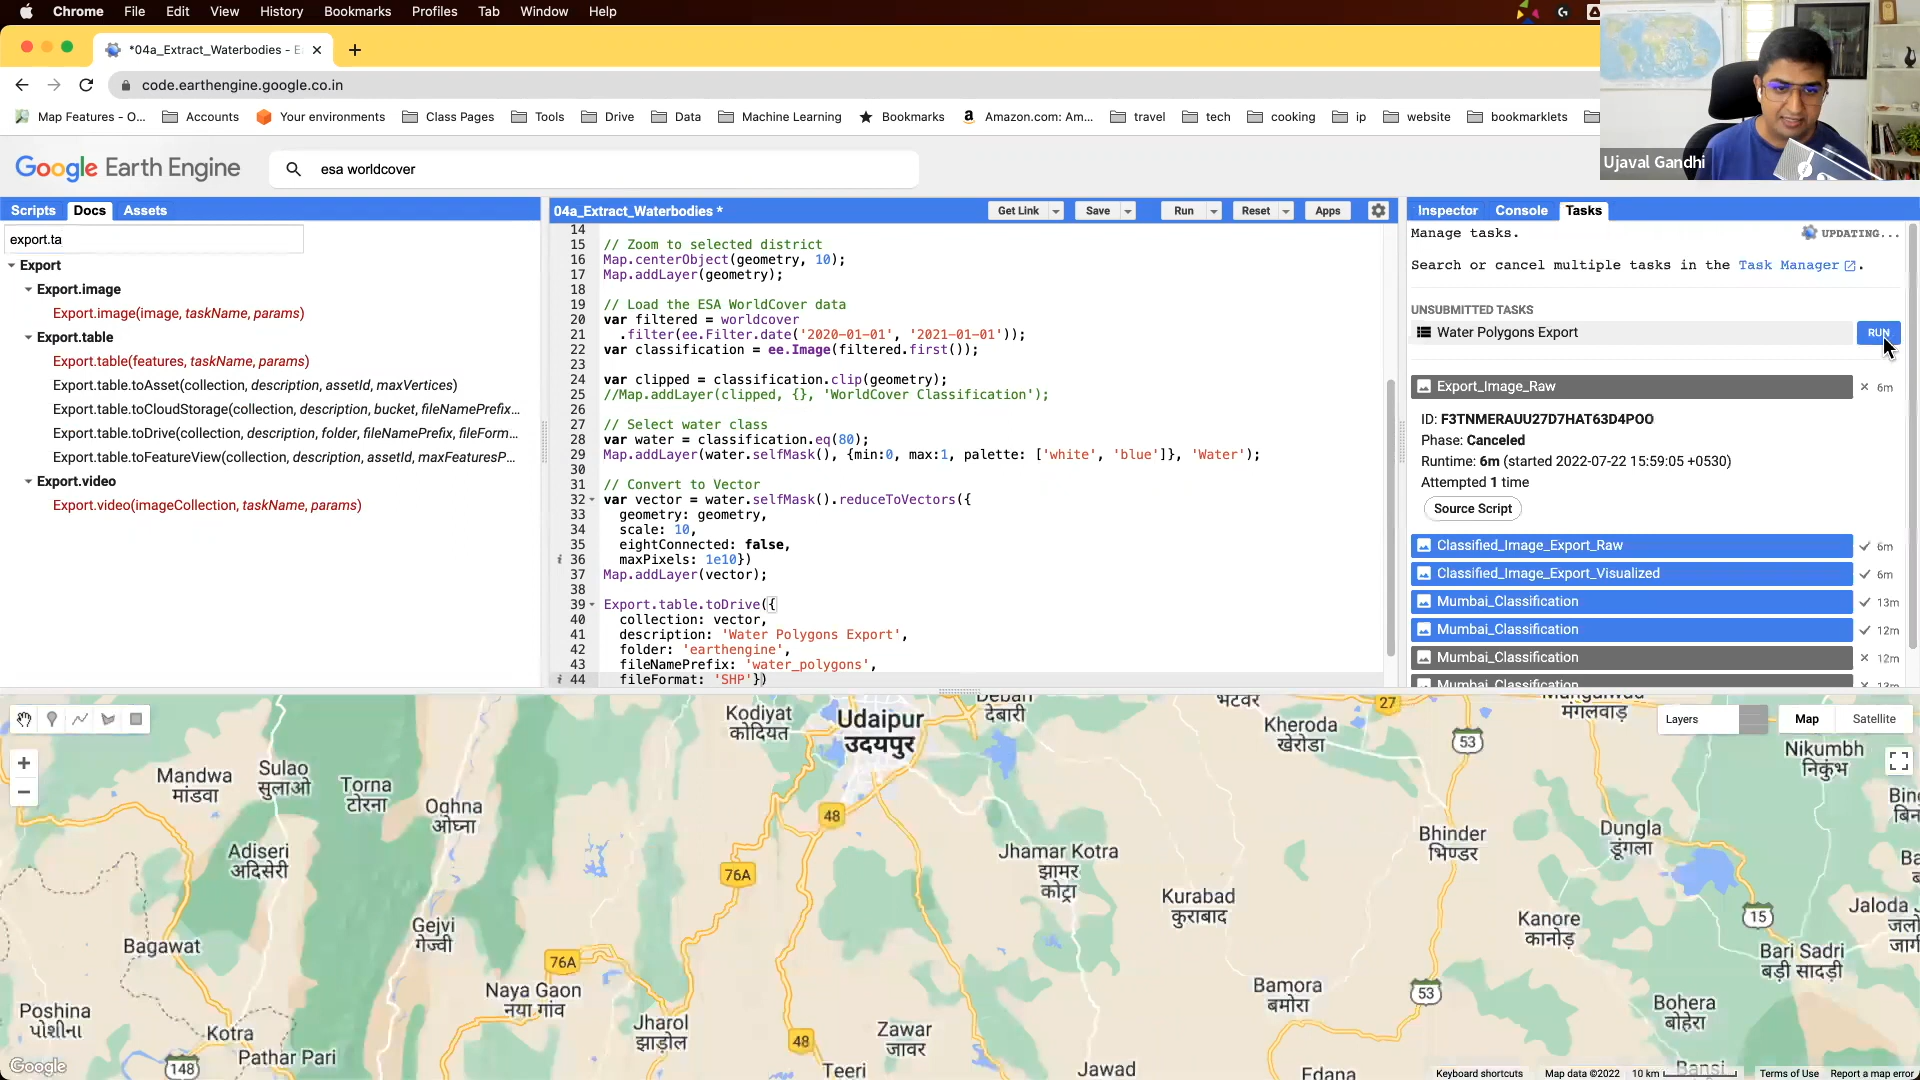 Chrome File Edit View History Bookmarks Profiles Tab Window Help
*04a_Extract_Waterbodies - E
code.earthengine.google.co.in
Map Features - O... Accounts Your environments Class Pages Tools Drive Data Machine Learning Bookmarks Amazon.com: Am... travel tech cooking ip website bookmarklets
Ujaval Gandhi
Google Earth Engine
esa worldcover
Scripts Docs Assets
export.ta
Export
Export.image
Export.image(image, taskName, params)
Export.table
Export.table(features, taskName, params)
Export.table.toAsset(collection, description, assetId, maxVertices)
Export.table.toCloudStorage(collection, description, bucket, fileNamePrefix...
Export.table.toDrive(collection, description, folder, fileNamePrefix, fileForm...
Export.table.toFeatureView(collection, description, assetId, maxFeaturesP...
Export.video
Export.video(imageCollection, taskName, params)
04a_Extract_Waterbodies *
Get Link Save Run Reset Apps
14
15 // Zoom to selected district
16 Map.centerObject(geometry, 10);
17 Map.addLayer(geometry);
18
19 // Load the ESA WorldCover data
20 var filtered = worldcover
21 .filter(ee.Filter.date('2020-01-01', '2021-01-01'));
22 var classification = ee.Image(filtered.first());
23
24 var clipped = classification.clip(geometry);
25 //Map.addLayer(clipped, {}, 'WorldCover Classification');
26
27 // Select water class
28 var water = classification.eq(80);
29 Map.addLayer(water.selfMask(), {min:0, max:1, palette: ['white', 'blue']}, 'Water');
30
31 // Convert to Vector
32 var vector = water.selfMask().reduceToVectors({
33 geometry: geometry,
34 scale: 10,
35 eightConnected: false,
36 maxPixels: 1e10})
37 Map.addLayer(vector);
38
39 Export.table.toDrive({
40 collection: vector,
41 description: 'Water Polygons Export',
42 folder: 'earthengine',
43 fileNamePrefix: 'water_polygons',
44 fileFormat: 'SHP'})
Inspector Console Tasks
Manage tasks. UPDATING...
Search or cancel multiple tasks in the Task Manager.
UNSUBMITTED TASKS
Water Polygons Export RUN
Export_Image_Raw 6m
ID: F3TNMERAUU27D7HAT63D4POO
Phase: Canceled
Runtime: 6m (started 2022-07-22 15:59:05 +0530)
Attempted 1 time
Source Script
Classified_Image_Export_Raw 6m
Classified_Image_Export_Visualized 6m
Mumbai_Classification 13m
Mumbai_Classification 12m
Mumbai_Classification 12m
Mumbai_Classification 13m
Layers Map Satellite
Kodiyat
कोदियत
Udaipur
उदयपुर
Debari
देबारी
भटेवर
Kheroda
खेरोडा
27
53
मंगलवाड़
Nikumbh
निकुंभ
Mandwa
मांडवा
Sulao
सुलाओ
Torna
टोरना
Oghna
ओघ्ना
48
Adiseri
अदिसेरी
76A
Jhamar Kotra
झामर
कोट्रा
Bhinder
भिण्डर
Dungla
डूंगला
Kurabad
कुराबाद
15
Kanore
कानोड़
Jaloda
Gejvi
गेज्वी
Bagawat
76A
Bari Sadri
बड़ी सादड़ी
Naya Gaon
नया गांव
Bamora
बमोरा
53
Bohera
बोहेरा
Poshina
पोशीना
Kotra
Jharol
झाड़ोल
Zawar
जावर
48
Pathar Pari
148
Teeri
Jawad
Edana
Bansi
Google
Keyboard shortcuts Map data ©2022 10 km Terms of Use Report a map error